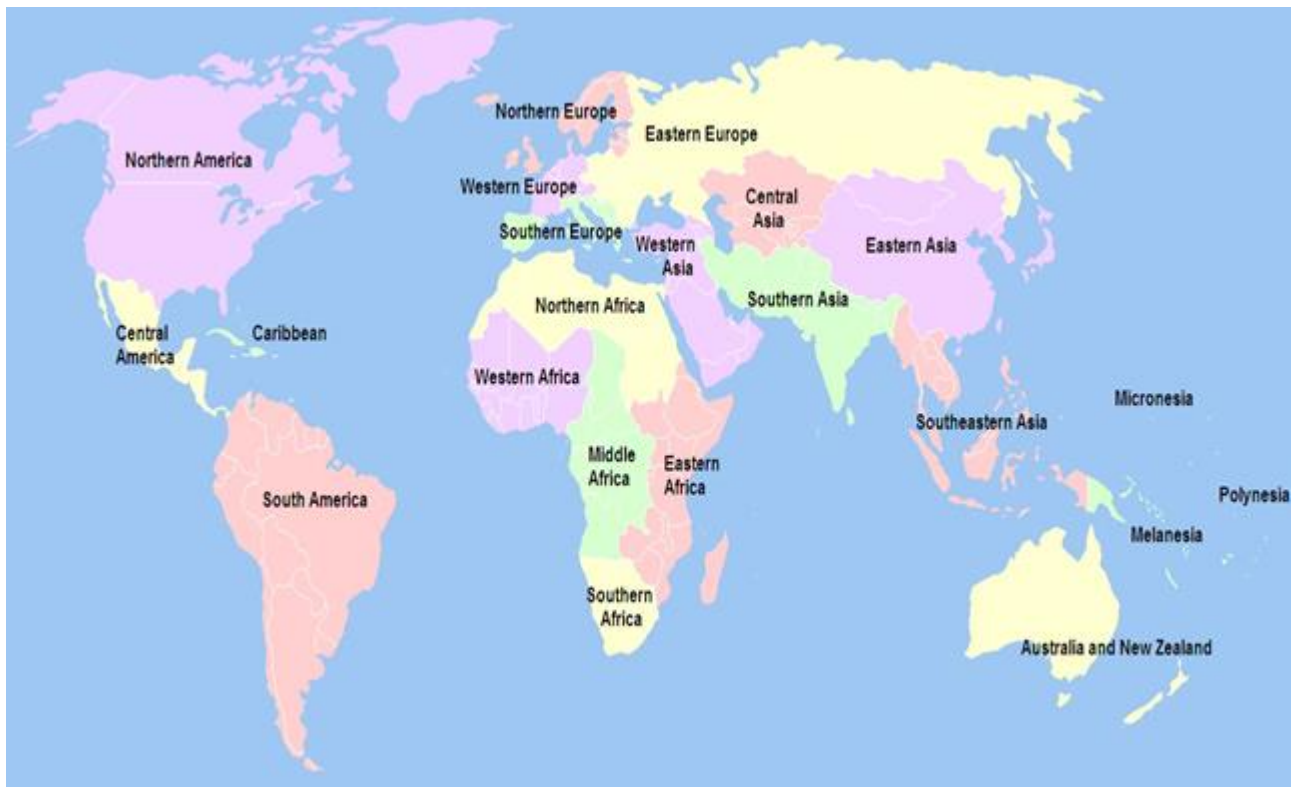 Northern Europe
Eastern Europe
Northern America
Western Europe
Central
Asia
Southern Europe
Western
Asia
Eastern Asia
Southern Asia
Northern Africa
Central
America
Caribbean
Western Africa
Micronesia
Southeastern Asia
Middle
Africa
Eastern
Africa
South America
Polynesia
Melanesia
Southern
Africa
Australia and New Zealand